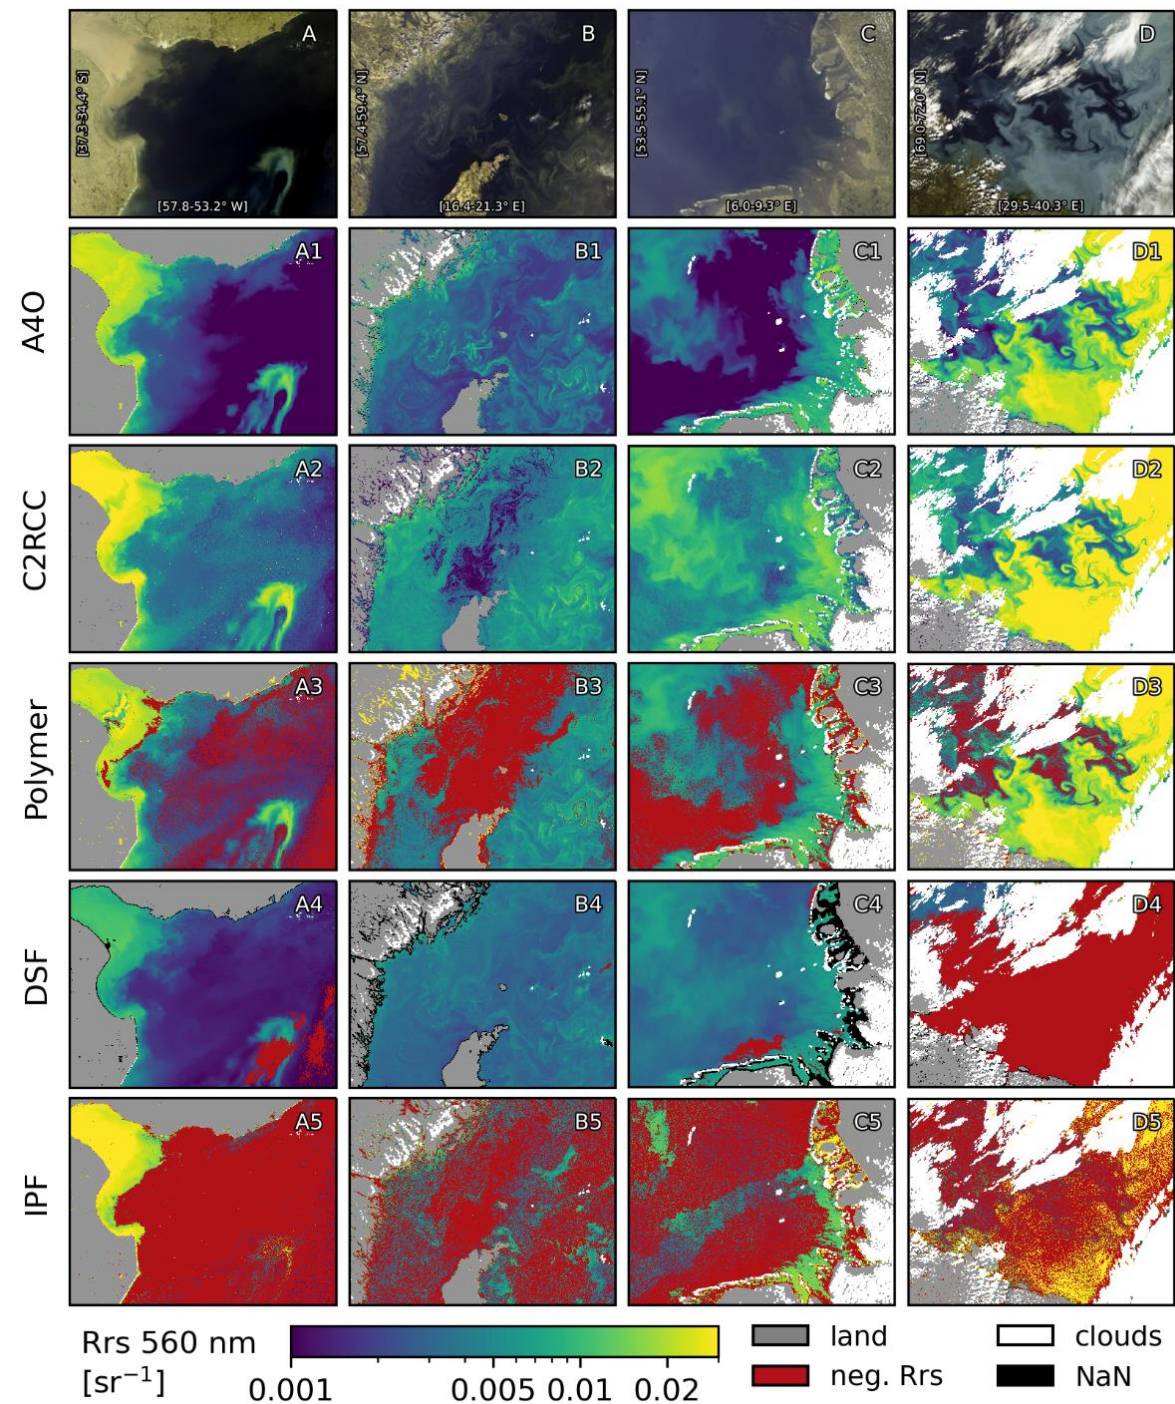 A
[37.3-34.4° S]
[57.8-53.2° W]
B
[57.4-59.4° N]
[16.4-21.3° E]
C
[53.5-55.1° N]
[6.0-9.3° E]
D
[69.0-72.0° N]
[29.5-40.3° E]
A4O
A1
B1
C1
D1
C2RCC
A2
B2
C2
D2
Polymer
A3
B3
C3
D3
DSF
A4
B4
C4
D4
IPF
A5
B5
C5
D5
Rrs 560 nm
[sr⁻¹]
0.001
0.005
0.01
0.02
land
clouds
neg. Rrs
NaN